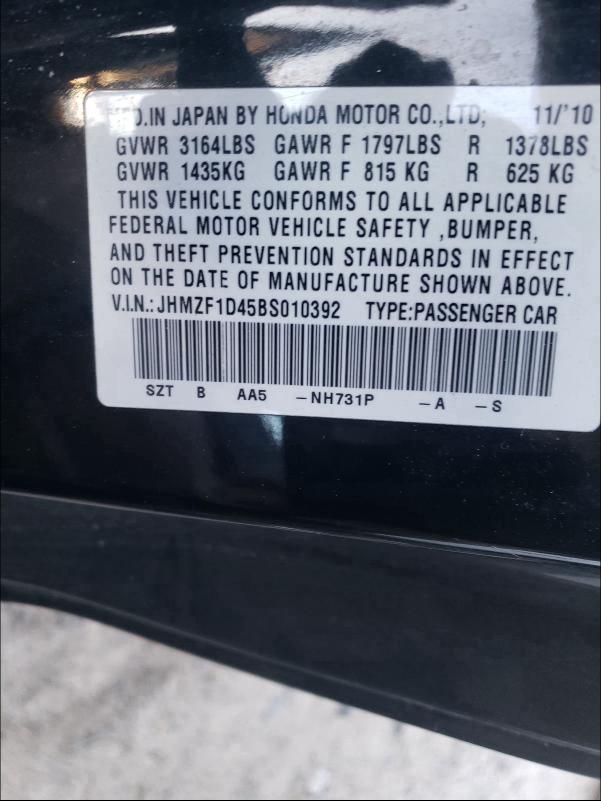 IN JAPAN BY HONDA MOTOR CO.,LTD; 11/'10
GVWR 3164LBS GAWR F 1797LBS R 1378LBS
GVWR 1435KG GAWR F 815 KG R 625 KG
THIS VEHICLE CONFORMS TO ALL APPLICABLE
FEDERAL MOTOR VEHICLE SAFETY ,BUMPER,
AND THEFT PREVENTION STANDARDS IN EFFECT
ON THE DATE OF MANUFACTURE SHOWN ABOVE.
V.I.N.:JHMZF1D45BS010392 TYPE:PASSENGER CAR
SZT B AA5 -NH731P -A -S